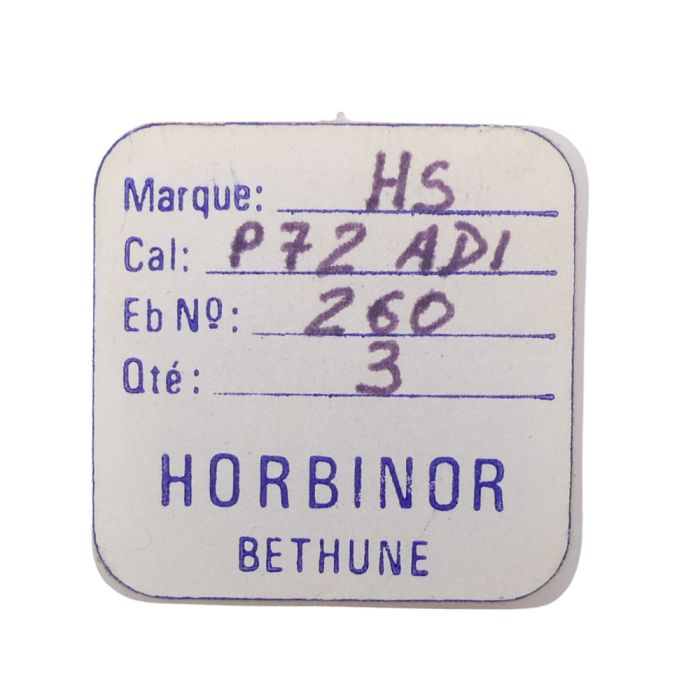 Marque: HS
Cal: P72 ADI
Eb Nº: 260
Qté: 3
HORBINOR
BETHUNE